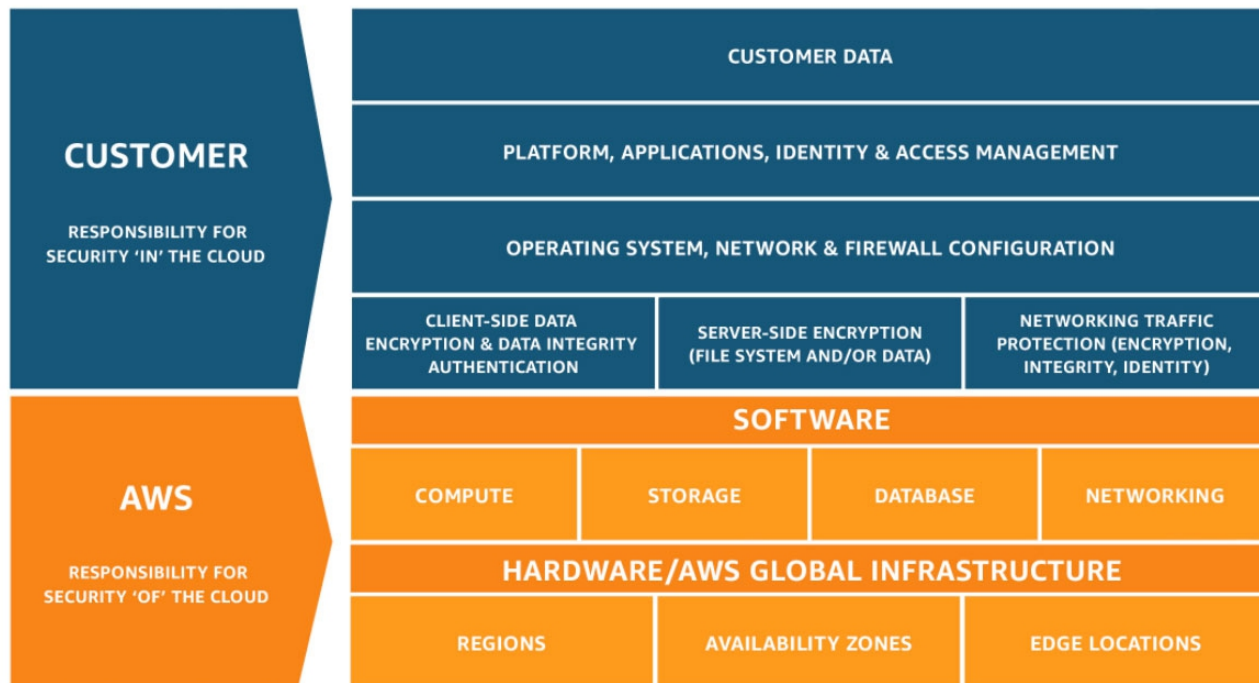 CUSTOMER
RESPONSIBILITY FOR
SECURITY ‘IN’ THE CLOUD
CUSTOMER DATA
PLATFORM, APPLICATIONS, IDENTITY & ACCESS MANAGEMENT
OPERATING SYSTEM, NETWORK & FIREWALL CONFIGURATION
CLIENT-SIDE DATA
ENCRYPTION & DATA INTEGRITY
AUTHENTICATION
SERVER-SIDE ENCRYPTION
(FILE SYSTEM AND/OR DATA)
NETWORKING TRAFFIC
PROTECTION (ENCRYPTION,
INTEGRITY, IDENTITY)
AWS
RESPONSIBILITY FOR
SECURITY ‘OF’ THE CLOUD
SOFTWARE
COMPUTE
STORAGE
DATABASE
NETWORKING
HARDWARE/AWS GLOBAL INFRASTRUCTURE
REGIONS
AVAILABILITY ZONES
EDGE LOCATIONS